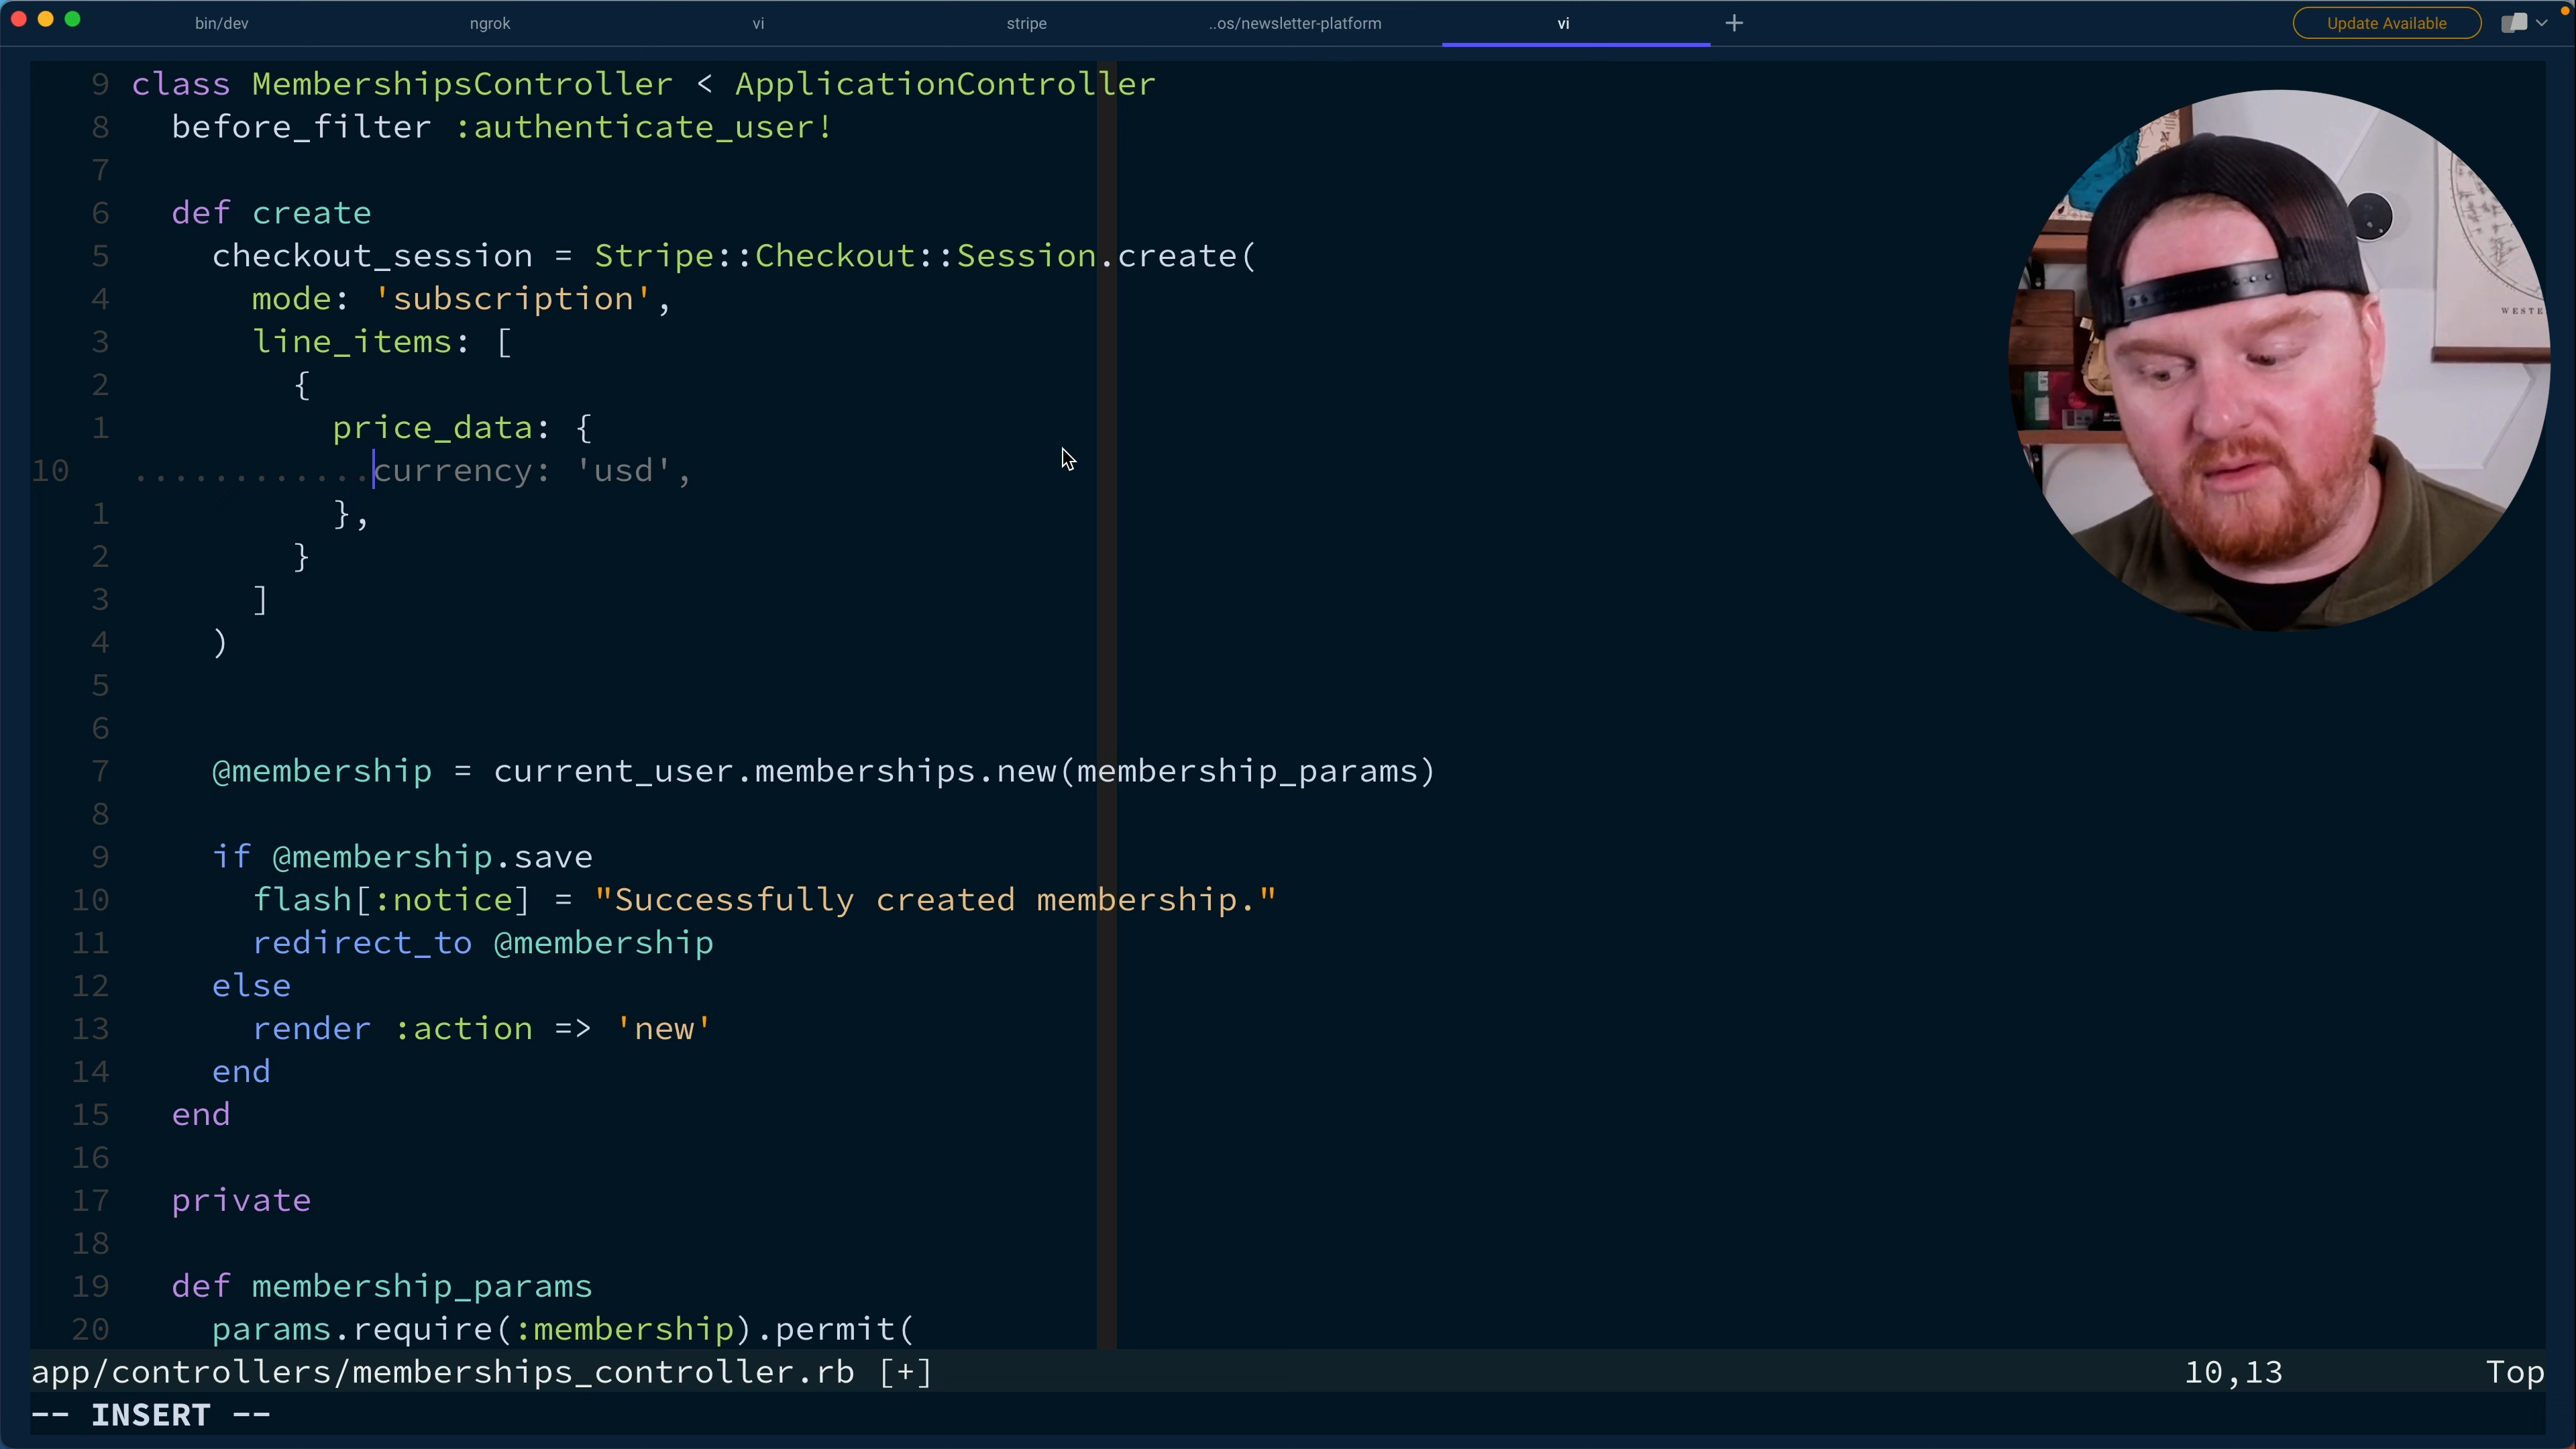 bin/dev ngrok vi stripe ..os/newsletter-platform vi + Update Available
9 class MembershipsController < ApplicationController
8   before_filter :authenticate_user!
7
6   def create
5     checkout_session = Stripe::Checkout::Session.create(
4       mode: 'subscription',
3       line_items: [
2         {
1           price_data: {
10 ............currency: 'usd',
1           },
2         }
3       ]
4     )
5
6
7     @membership = current_user.memberships.new(membership_params)
8
9     if @membership.save
10       flash[:notice] = "Successfully created membership."
11       redirect_to @membership
12     else
13       render :action => 'new'
14     end
15   end
16
17   private
18
19   def membership_params
20     params.require(:membership).permit(
app/controllers/memberships_controller.rb [+] 10,13 Top
-- INSERT --
WESTE